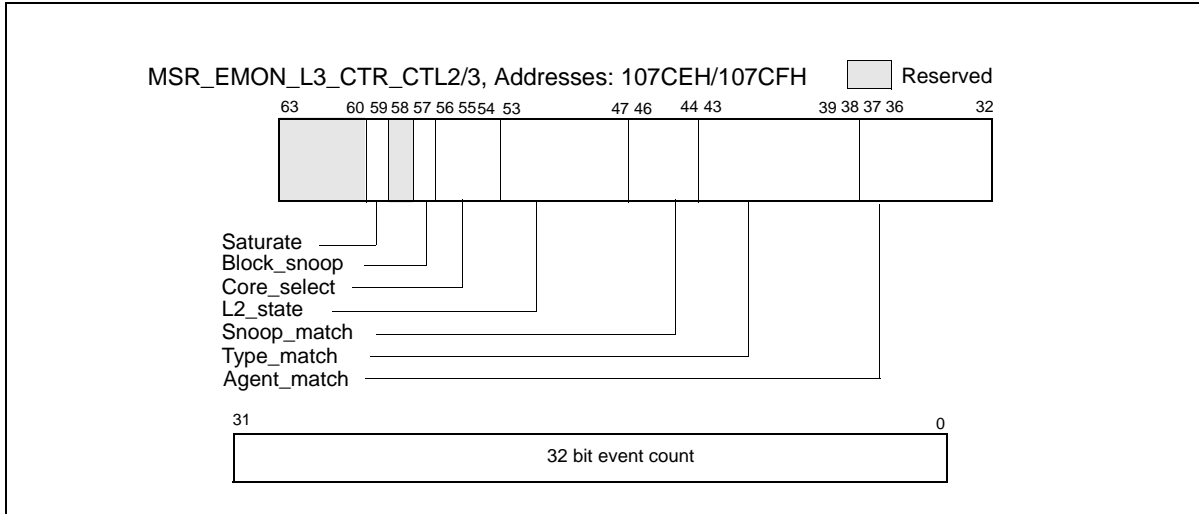 MSR_EMON_L3_CTR_CTL2/3, Addresses: 107CEH/107CFH Reserved
63 60 59 58 57 56 55 54 53 47 46 44 43 39 38 37 36 32
Saturate
Block_snoop
Core_select
L2_state
Snoop_match
Type_match
Agent_match
31 0
32 bit event count